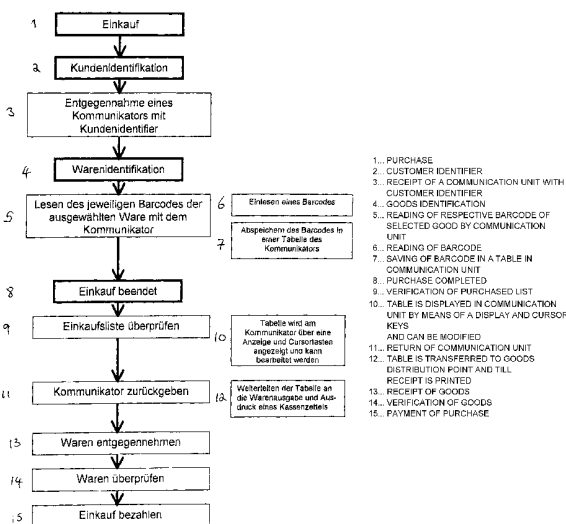 1 Einkauf
2 Kundenidentifikation
3 Entgegennahme eines
Kommunikators mit
Kundenidentifier
4 Warenidentifikation
5 Lesen des jeweiligen Barcodes der
ausgewählten Ware mit dem
Kommunikator
6 Einlesen eines Barcodes
7 Abspeichern des Barcodes in
einer Tabelle des
Kommunikators
8 Einkauf beendet
9 Einkaufsliste überprüfen
10 Tabelle wird am
Kommunikator über eine
Anzeige und Cursortasten
angezeigt und kann
bearbeitet werden
11 Kommunikator zurückgeben
12 Weiterleiten der Tabelle an
die Warenausgabe und Aus-
druck eines Kassenzettels
13 Waren entgegennehmen
14 Waren überprüfen
15 Einkauf bezahlen
1... PURCHASE
2... CUSTOMER IDENTIFIER
3... RECEIPT OF A COMMUNICATION UNIT WITH
CUSTOMER IDENTIFIER
4... GOODS IDENTIFICATION
5... READING OF RESPECTIVE BARCODE OF
SELECTED GOOD BY COMMUNICATION
UNIT
6... READING OF BARCODE
7... SAVING OF BARCODE IN A TABLE IN
COMMUNICATION UNIT
8... PURCHASE COMPLETED
9... VERIFICATION OF PURCHASED LIST
10... TABLE IS DISPLAYED IN COMMUNICATION
UNIT BY MEANS OF A DISPLAY AND CURSOR
KEYS
AND CAN BE MODIFIED
11... RETURN OF COMMUNICATION UNIT
12... TABLE IS TRANSFERRED TO GOODS
DISTRIBUTION POINT AND TILL
RECEIPT IS PRINTED
13... RECEIPT OF GOODS
14... VERIFICATION OF GOODS
15... PAYMENT OF PURCHASE